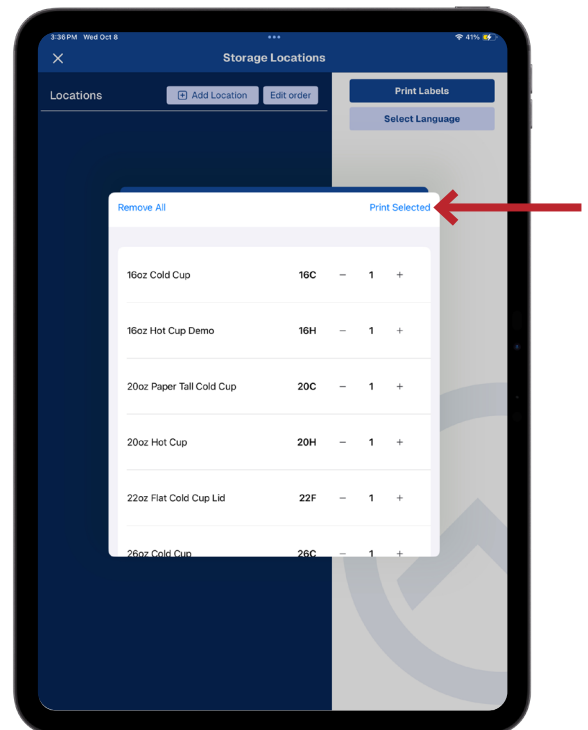 3:36 PM Wed Oct 8
41%
Storage Locations
Locations
Add Location
Edit order
Print Labels
Select Language
Remove All
Print Selected
16oz Cold Cup 16C − 1 +
16oz Hot Cup Demo 16H − 1 +
20oz Paper Tall Cold Cup 20C − 1 +
20oz Hot Cup 20H − 1 +
22oz Flat Cold Cup Lid 22F − 1 +
26oz Cold Cup 26C − 1 +